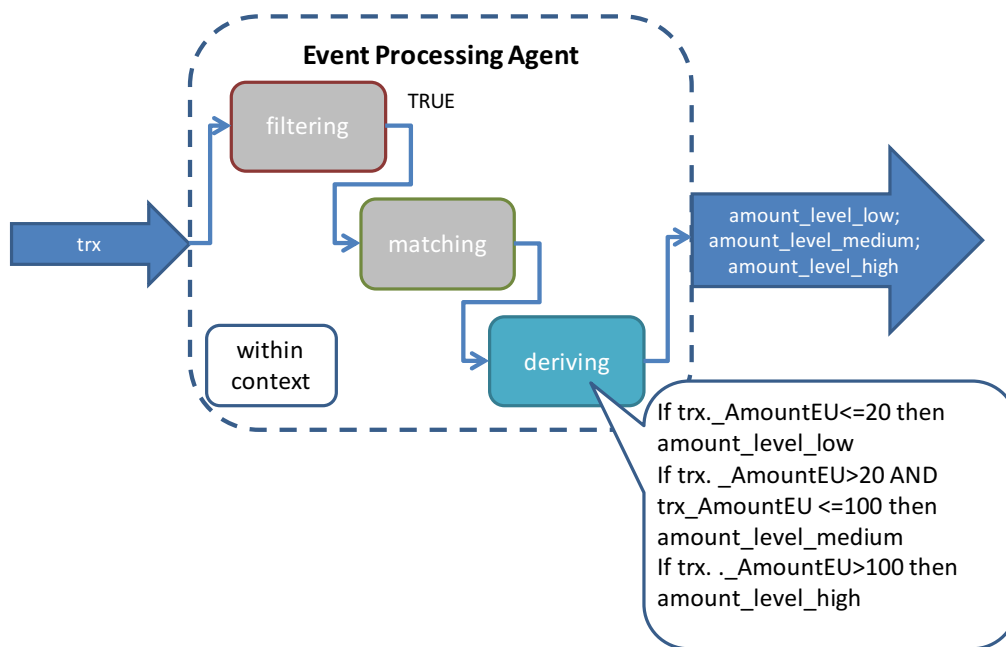 Event Processing Agent
filtering
TRUE
trx
matching
amount_level_low;
amount_level_medium;
amount_level_high
within
context
deriving
If trx._AmountEU<=20 then
amount_level_low
If trx. _AmountEU>20 AND
trx_AmountEU <=100 then
amount_level_medium
If trx. ._AmountEU>100 then
amount_level_high